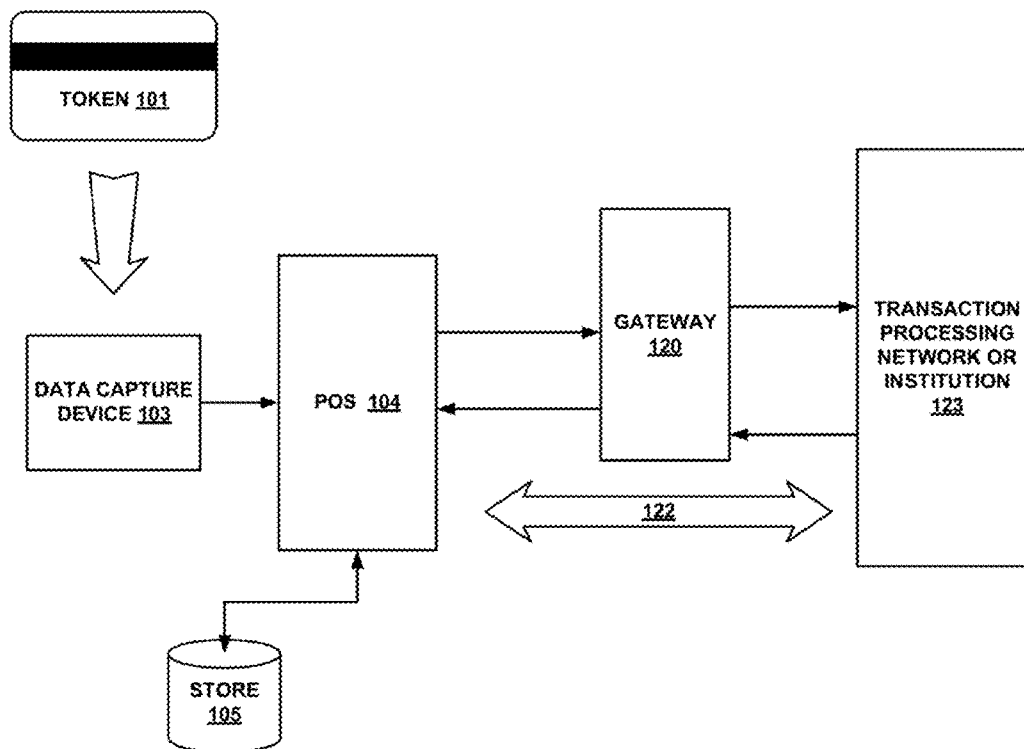 TOKEN 101
DATA CAPTURE
DEVICE 103
POS 104
GATEWAY
120
TRANSACTION
PROCESSING
NETWORK OR
INSTITUTION
123
122
STORE
105